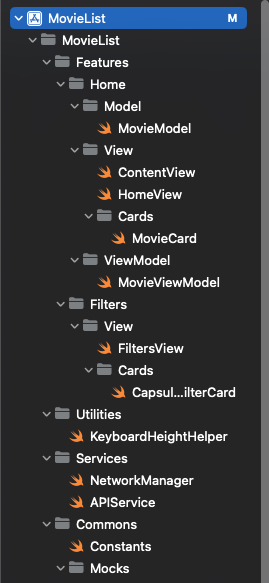 MovieList M
MovieList
Features
Home
Model
MovieModel
View
ContentView
HomeView
Cards
MovieCard
ViewModel
MovieViewModel
Filters
View
FiltersView
Cards
Capsul...ilterCard
Utilities
KeyboardHeightHelper
Services
NetworkManager
APIService
Commons
Constants
Mocks